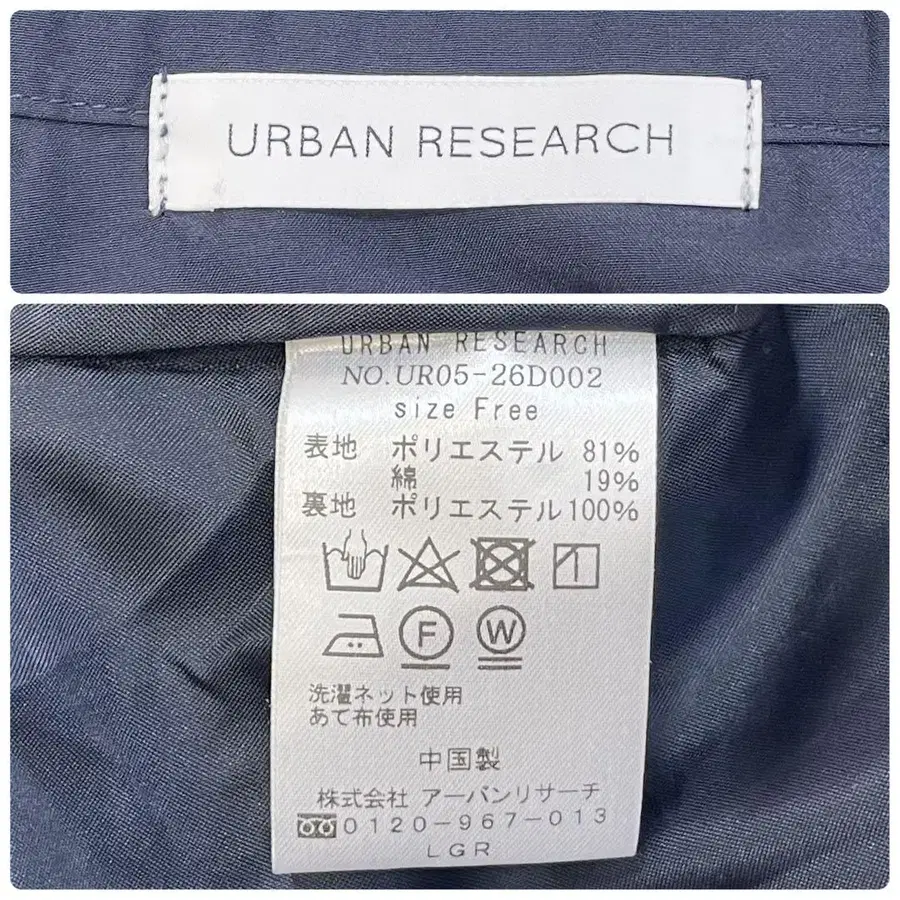 URBAN RESEARCH
URBAN RESEARCH
NO.UR05-26D002
size Free
表地 ポリエステル 81%
綿 19%
裏地 ポリエステル 100%
F W
洗濯ネット使用
あて布使用
中国製
株式会社 アーバンリサーチ
0120-967-013
LGR